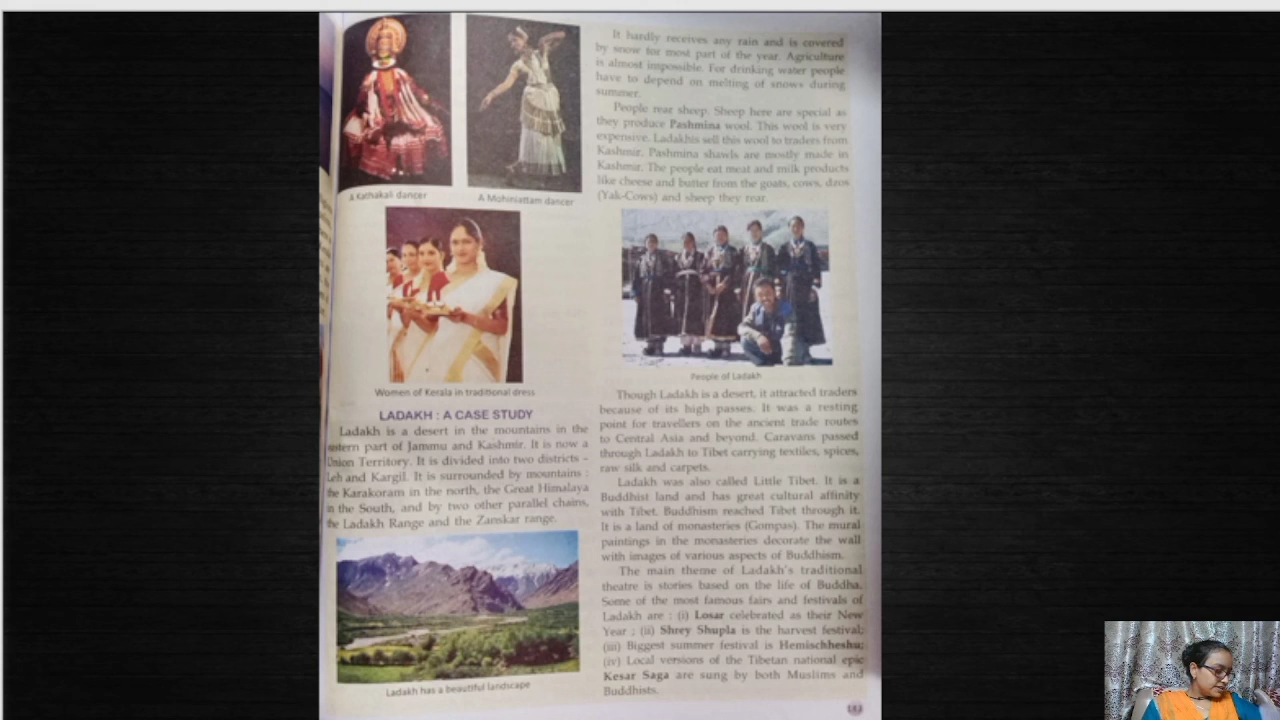 A Kathakali dancer
A Mohiniattam dancer
Women of Kerala in traditional dress
LADAKH : A CASE STUDY
Ladakh is a desert in the mountains in the
eastern part of Jammu and Kashmir. It is now a
Union Territory. It is divided into two districts –
Leh and Kargil. It is surrounded by mountains :
the Karakoram in the north, the Great Himalaya
in the South, and by two other parallel chains,
the Ladakh Range and the Zanskar range.
Ladakh has a beautiful landscape
It hardly receives any rain and is covered
by snow for most part of the year. Agriculture
is almost impossible. For drinking water people
have to depend on melting of snows during
summer.
People rear sheep. Sheep here are special as
they produce Pashmina wool. This wool is very
expensive. Ladakhis sell this wool to traders from
Kashmir. Pashmina shawls are mostly made in
Kashmir. The people eat meat and milk products
like cheese and butter from the goats, cows, dzos
(Yak-Cows) and sheep they rear.
People of Ladakh
Though Ladakh is a desert, it attracted traders
because of its high passes. It was a resting
point for travellers on the ancient trade routes
to Central Asia and beyond. Caravans passed
through Ladakh to Tibet carrying textiles, spices,
raw silk and carpets.
Ladakh was also called Little Tibet. It is a
Buddhist land and has great cultural affinity
with Tibet. Buddhism reached Tibet through it.
It is a land of monasteries (Gompas). The mural
paintings in the monasteries decorate the wall
with images of various aspects of Buddhism.
The main theme of Ladakh's traditional
theatre is stories based on the life of Buddha.
Some of the most famous fairs and festivals of
Ladakh are : (i) Losar celebrated as their New
Year ; (ii) Shrey Shupla is the harvest festival;
(iii) Biggest summer festival is Hemischheshu;
(iv) Local versions of the Tibetan national epic
Kesar Saga are sung by both Muslims and
Buddhists.